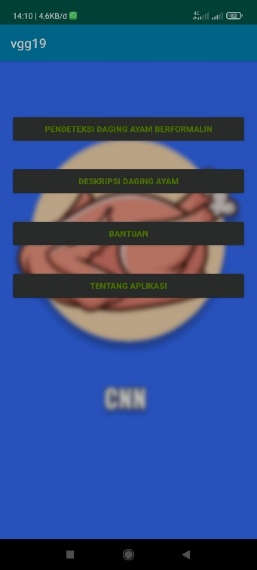 14:10 | 4,6KB/d
vgg19
PENDETEKSI DAGING AYAM BERFORMALIN
DESKRIPSI DAGING AYAM
BANTUAN
TENTANG APLIKASI
CNN